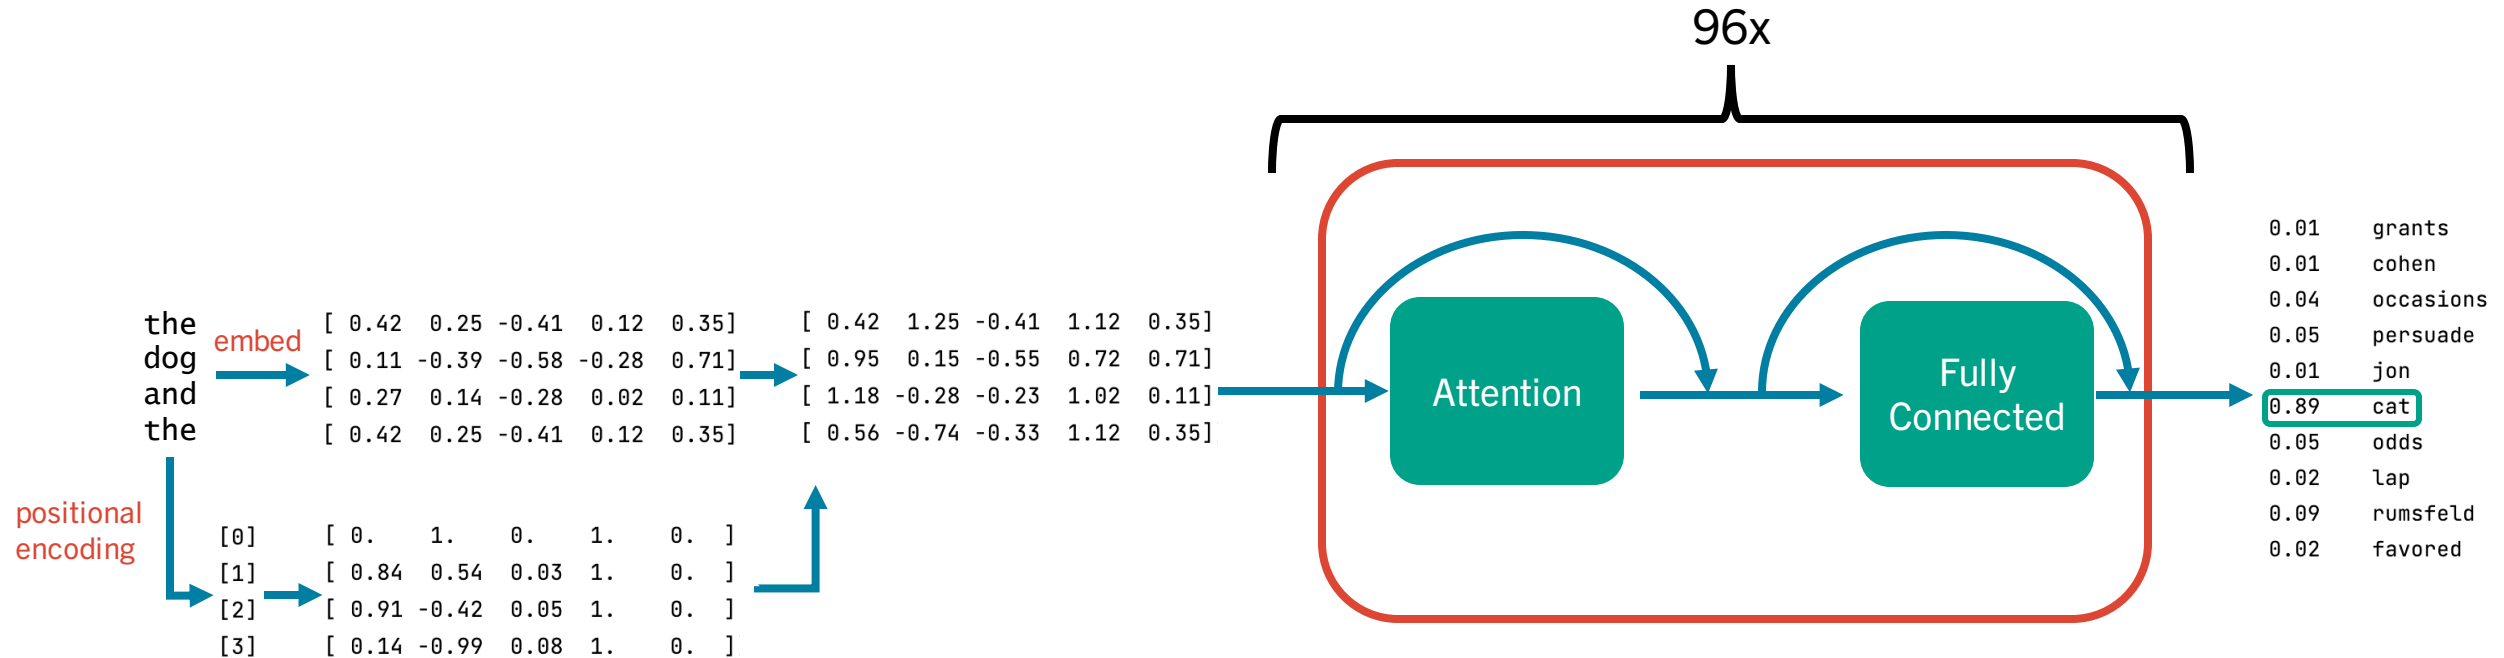 96x
the
dog
and
the
embed
[ 0.42 0.25 -0.41 0.12 0.35]
[ 0.11 -0.39 -0.58 -0.28 0.71]
[ 0.27 0.14 -0.28 0.02 0.11]
[ 0.42 0.25 -0.41 0.12 0.35]
[ 0.42 1.25 -0.41 1.12 0.35]
[ 0.95 0.15 -0.55 0.72 0.71]
[ 1.18 -0.28 -0.23 1.02 0.11]
[ 0.56 -0.74 -0.33 1.12 0.35]
positional
encoding
[0]
[1]
[2]
[3]
[ 0. 1. 0. 1. 0. ]
[ 0.84 0.54 0.03 1. 0. ]
[ 0.91 -0.42 0.05 1. 0. ]
[ 0.14 -0.99 0.08 1. 0. ]
Attention
Fully
Connected
0.01 grants
0.01 cohen
0.04 occasions
0.05 persuade
0.01 jon
0.89 cat
0.05 odds
0.02 lap
0.09 rumsfeld
0.02 favored